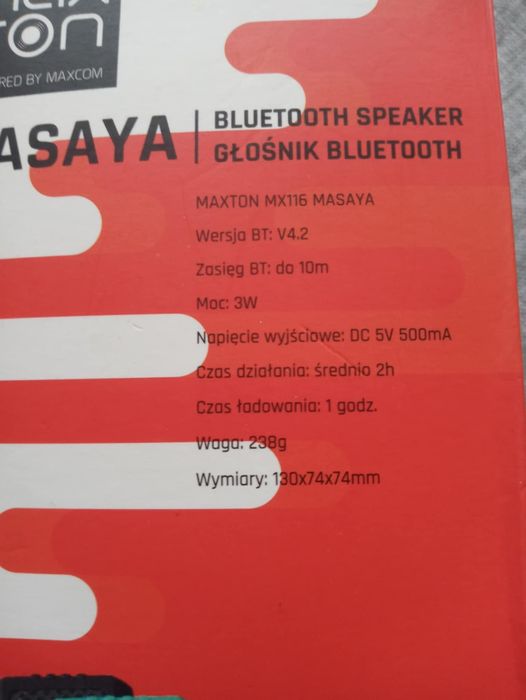 TON
RED BY MAXCOM
ASAYA
BLUETOOTH SPEAKER
GŁOŚNIK BLUETOOTH
MAXTON MX116 MASAYA
Wersja BT: V4.2
Zasięg BT: do 10m
Moc: 3W
Napięcie wyjściowe: DC 5V 500mA
Czas działania: średnio 2h
Czas ładowania: 1 godz.
Waga: 238g
Wymiary: 130x74x74mm